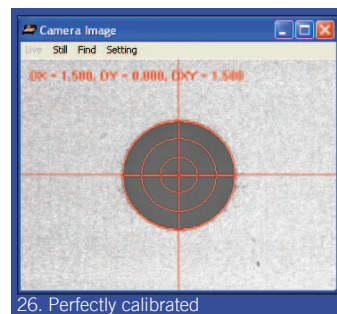 Camera Image
Live Still Find Setting
DX = 1.500, DY = 0.000, DXY = 1.500
26. Perfectly calibrated